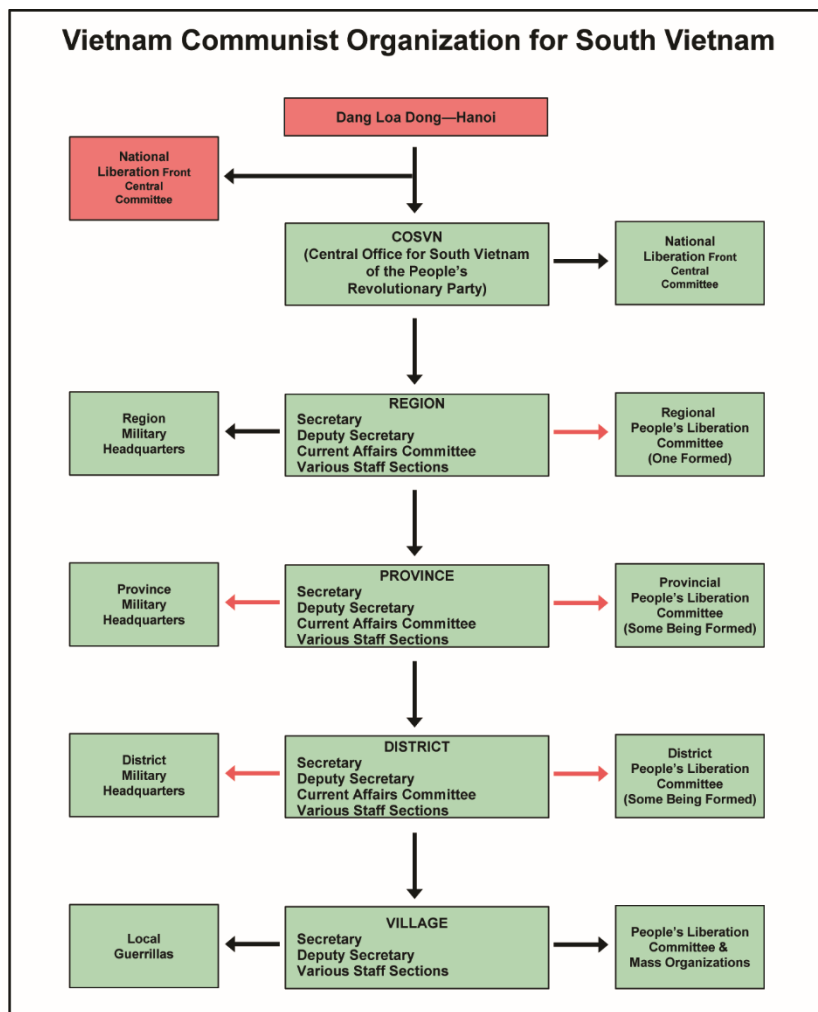 Vietnam Communist Organization for South Vietnam
Dang Loa Dong—Hanoi
National
Liberation Front
Central
Committee
COSVN
(Central Office for South Vietnam
of the People's
Revolutionary Party)
National
Liberation Front
Central
Committee
Region
Military
Headquarters
REGION
Secretary
Deputy Secretary
Current Affairs Committee
Various Staff Sections
Regional
People's Liberation
Committee
(One Formed)
Province
Military
Headquarters
PROVINCE
Secretary
Deputy Secretary
Current Affairs Committee
Various Staff Sections
Provincial
People's Liberation
Committee
(Some Being Formed)
District
Military
Headquarters
DISTRICT
Secretary
Deputy Secretary
Current Affairs Committee
Various Staff Sections
District
People's Liberation
Committee
(Some Being Formed)
Local
Guerrillas
VILLAGE
Secretary
Deputy Secretary
Various Staff Sections
People's Liberation
Committee &
Mass Organizations